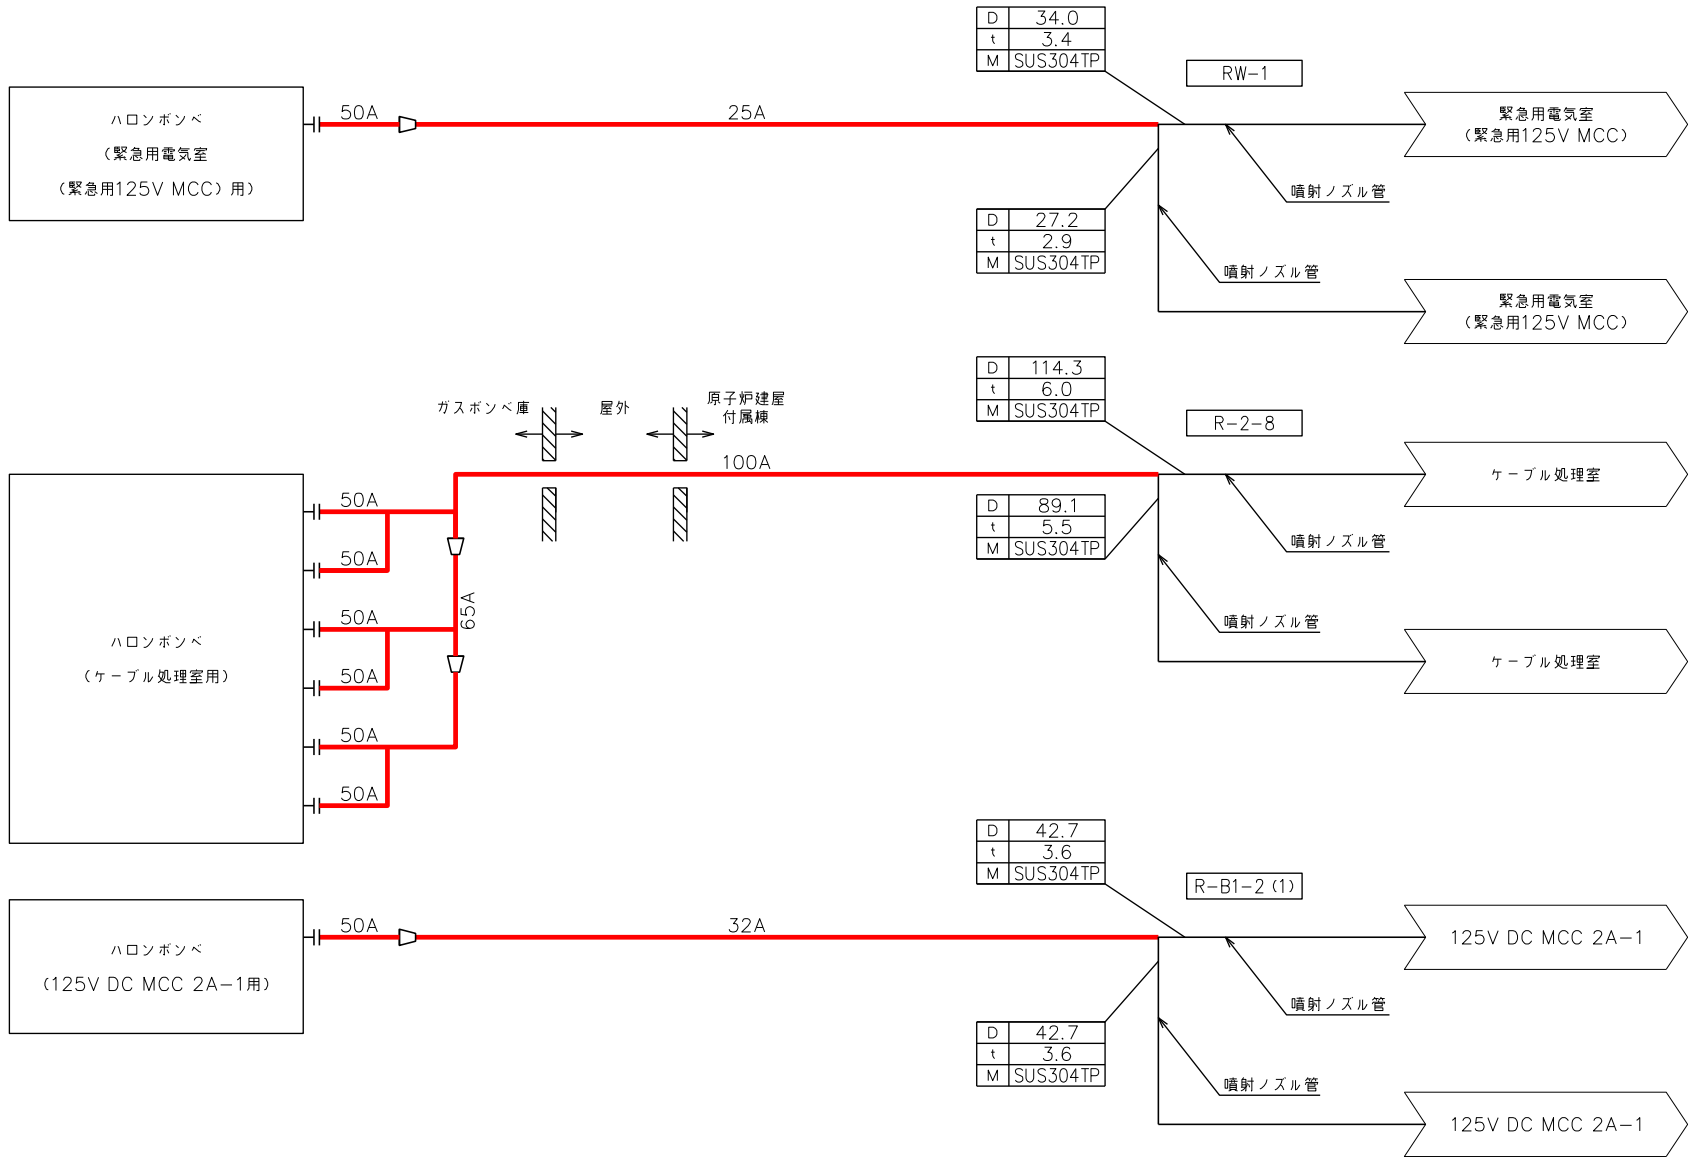 D 34.0
t 3.4
M SUS304TP
RW-1
ハロンボンベ
(緊急用電気室
(緊急用125V MCC) 用)
50A
25A
緊急用電気室
(緊急用125V MCC)
噴射ノズル管
D 27.2
t 2.9
M SUS304TP
噴射ノズル管
緊急用電気室
(緊急用125V MCC)
ガスボンベ庫
屋外
原子炉建屋
付属棟
D 114.3
t 6.0
M SUS304TP
R-2-8
100A
ケーブル処理室
ハロンボンベ
(ケーブル処理室用)
50A
50A
50A
50A
50A
50A
65A
D 89.1
t 5.5
M SUS304TP
噴射ノズル管
噴射ノズル管
ケーブル処理室
D 42.7
t 3.6
M SUS304TP
R-B1-2 (1)
ハロンボンベ
(125V DC MCC 2A-1用)
50A
32A
125V DC MCC 2A-1
噴射ノズル管
D 42.7
t 3.6
M SUS304TP
噴射ノズル管
125V DC MCC 2A-1